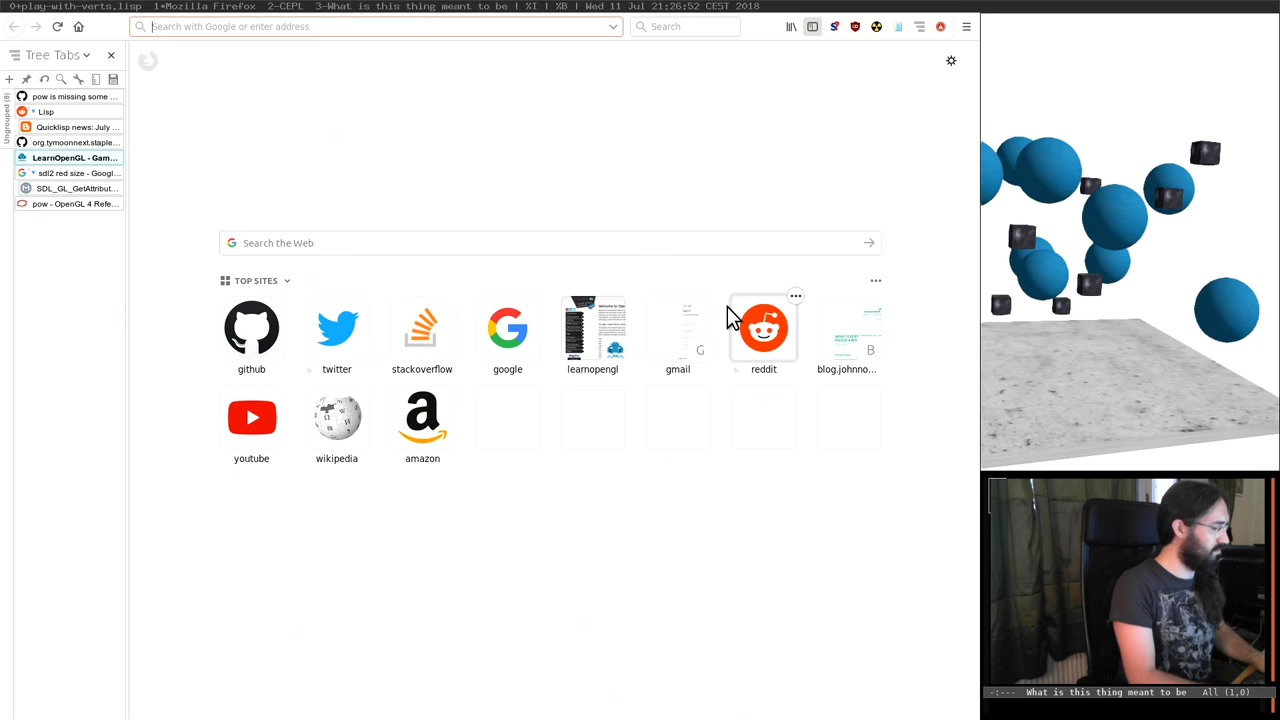 0+play-with-verts.lisp 1*Mozilla Firefox 2-CEPL 3-What is this thing meant to be | %I | %B | Wed 11 Jul 21:26:52 CEST 2018
Search with Google or enter address
Search
Tree Tabs
Ungrouped (8)
pow is missing some ...
Lisp
Quicklisp news: July ...
org.tymoonnext.staple...
LearnOpenGL - Gam...
sdl2 red size - Googl...
SDL_GL_GetAttribut...
pow - OpenGL 4 Refe...
Search the Web
TOP SITES
github
twitter
stackoverflow
google
learnopengl
G
gmail
reddit
B
blog.johnno...
youtube
wikipedia
amazon
-:--- What is this thing meant to be All (1,0)